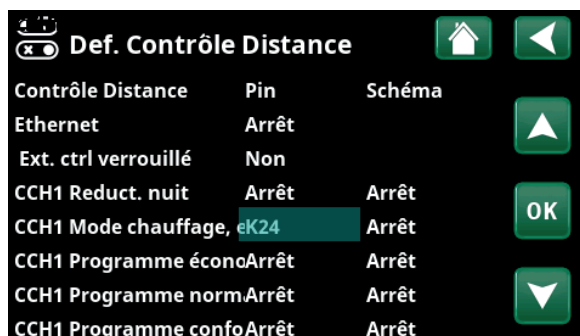 Def. Contrôle Distance
Contrôle Distance Pin Schéma
Ethernet Arrêt
Ext. ctrl verrouillé Non
CCH1 Reduct. nuit Arrêt Arrêt
OK
CCH1 Mode chauffage, e K24 Arrêt
CCH1 Programme écono Arrêt Arrêt
CCH1 Programme norm Arrêt Arrêt
CCH1 Programme confo Arrêt Arrêt